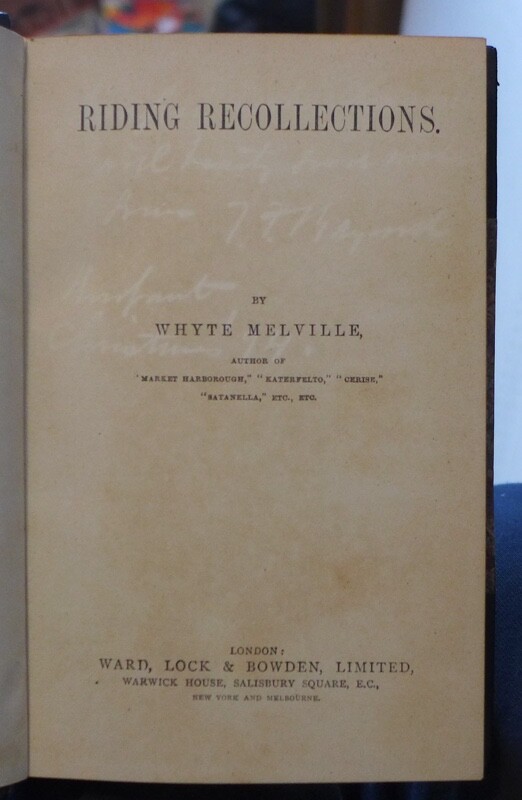 RIDING RECOLLECTIONS.
BY
WHYTE MELVILLE,
AUTHOR OF
"MARKET HARBOROUGH," "KATERFELTO," "CERISE,"
"SATANELLA," ETC., ETC.
LONDON:
WARD, LOCK & BOWDEN, LIMITED,
WARWICK HOUSE, SALISBURY SQUARE, E.C.,
NEW YORK AND MELBOURNE.